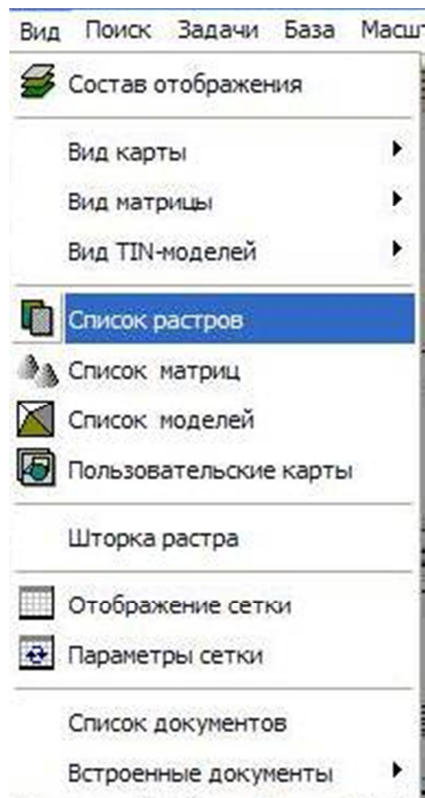 Вид Поиск Задачи База Масшт
Состав отображения
Вид карты
Вид матрицы
Вид TIN-моделей
Список растров
Список матриц
Список моделей
Пользовательские карты
Шторка растра
Отображение сетки
Параметры сетки
Список документов
Встроенные документы